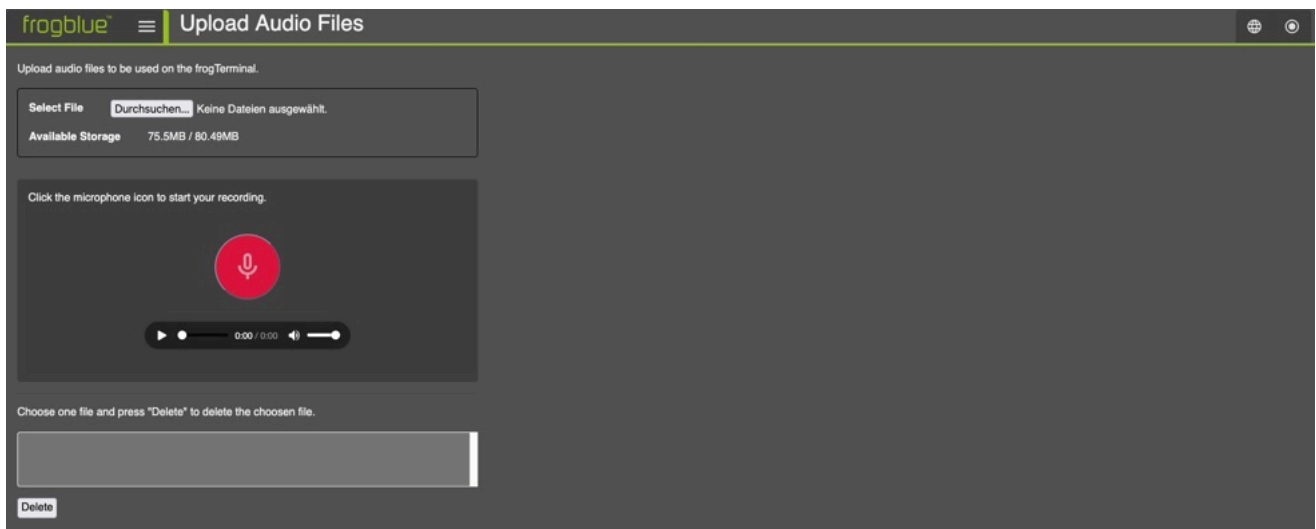 frogblue™ Upload Audio Files
Upload audio files to be used on the frogTerminal.
Select File Durchsuchen... Keine Dateien ausgewählt.
Available Storage 75.5MB / 80.49MB
Click the microphone icon to start your recording.
0:00 / 0:00
Choose one file and press "Delete" to delete the choosen file.
Delete